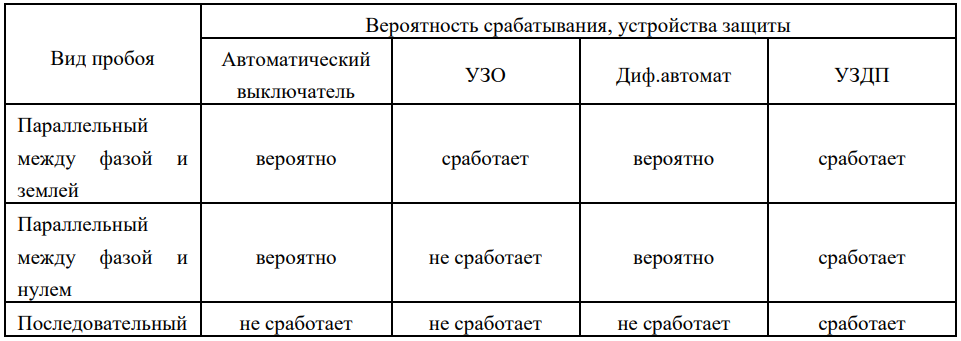 Вид пробоя
Вероятность срабатывания, устройства защиты
Автоматический
выключатель
УЗО
Диф.автомат
УЗДП
Параллельный
между фазой и
землей
вероятно
сработает
вероятно
сработает
Параллельный
между фазой и
нулем
вероятно
не сработает
вероятно
сработает
Последовательный
не сработает
не сработает
не сработает
сработает